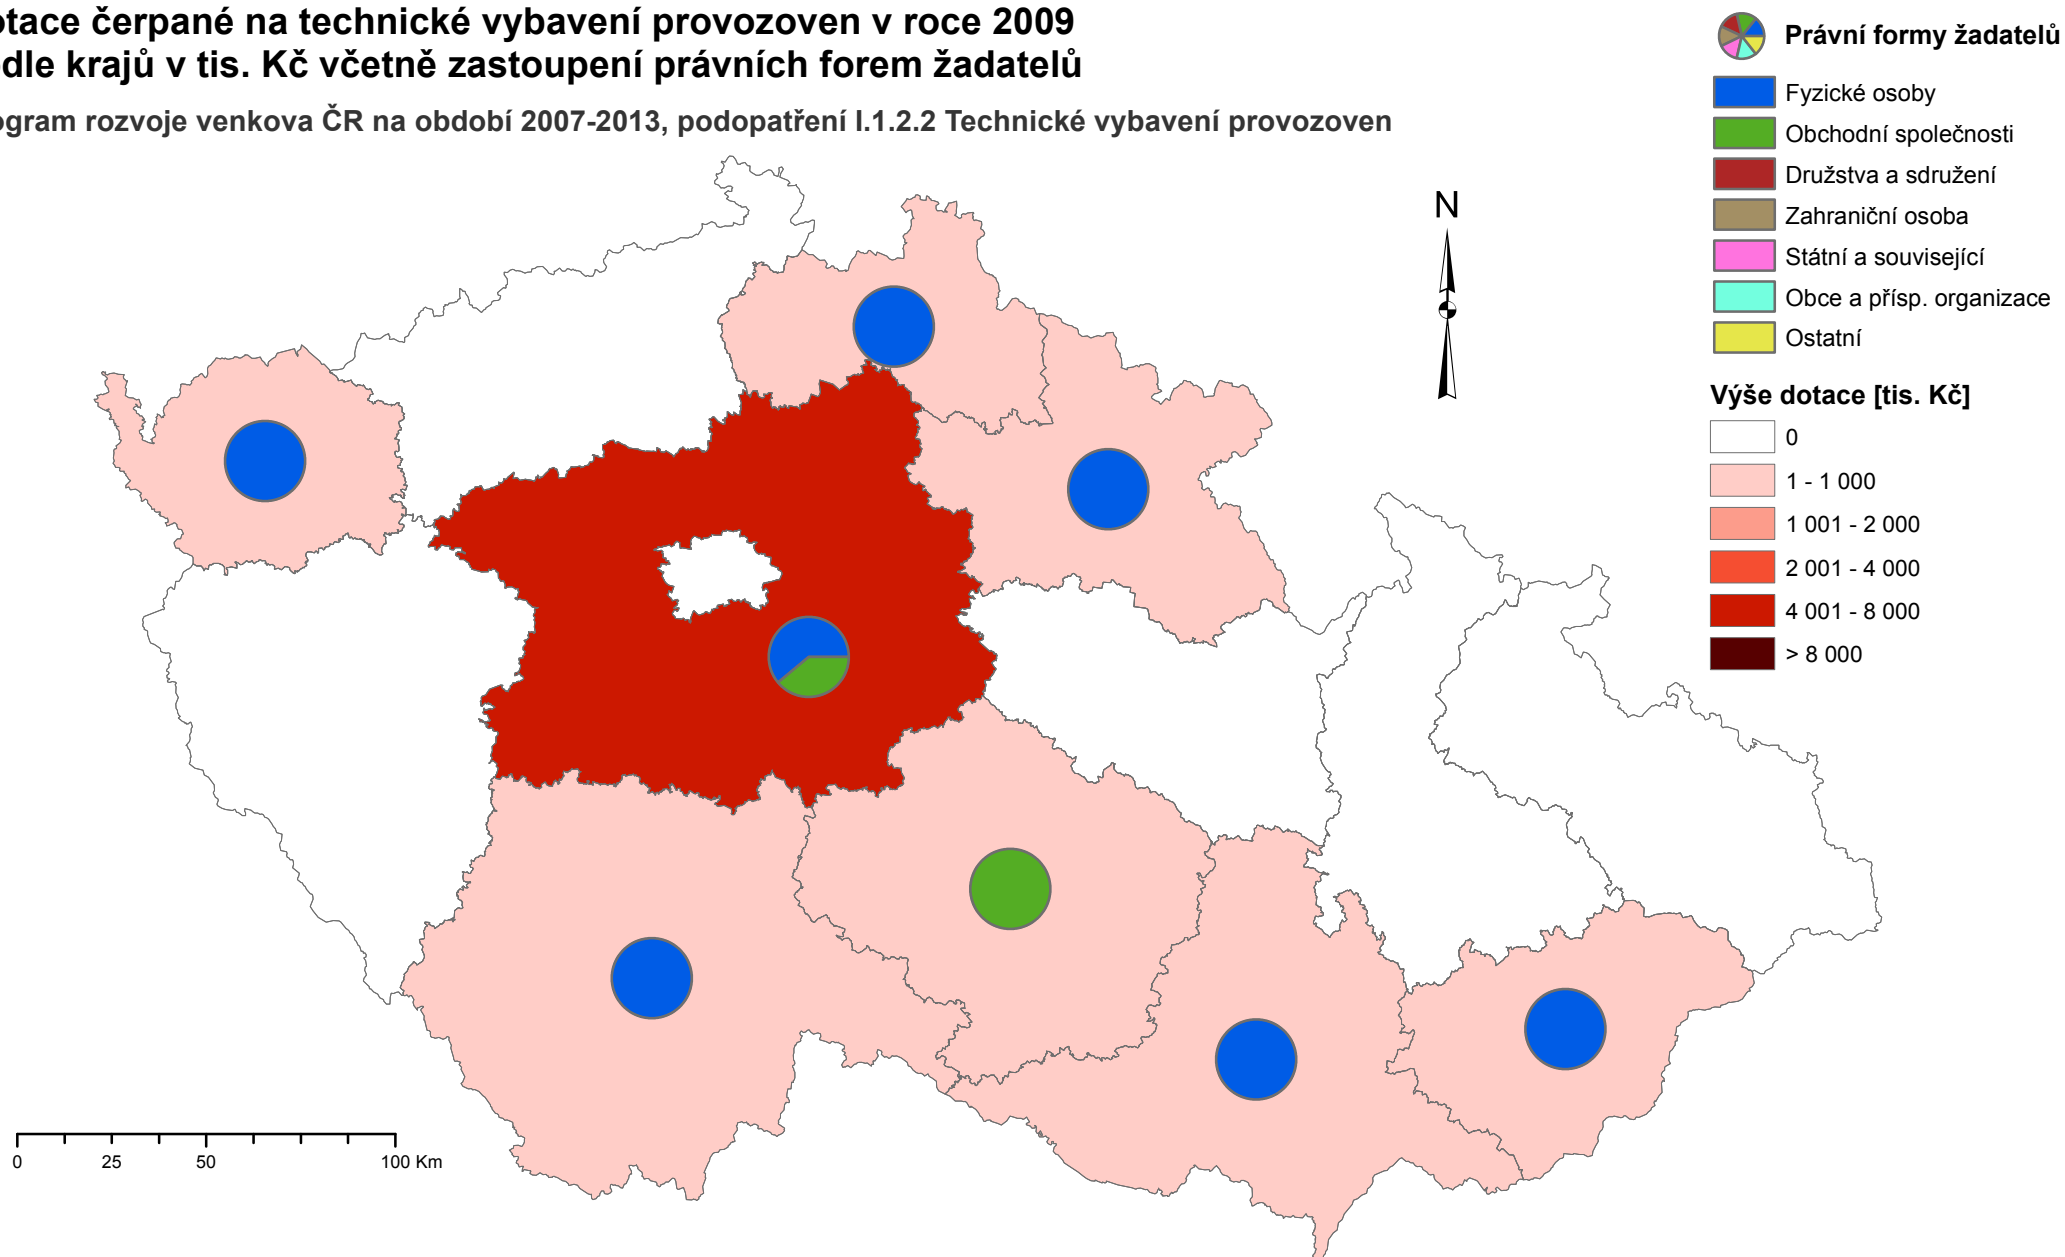 otace čerpané na technické vybavení provozoven v roce 2009
dle krajů v tis. Kč včetně zastoupení právních forem žadatelů
ogram rozvoje venkova ČR na období 2007-2013, podopatření I.1.2.2 Technické vybavení provozoven
Právní formy žadatelů
Fyzické osoby
Obchodní společnosti
Družstva a sdružení
Zahraniční osoba
Státní a související
Obce a přísp. organizace
Ostatní
Výše dotace [tis. Kč]
0
1 - 1 000
1 001 - 2 000
2 001 - 4 000
4 001 - 8 000
> 8 000
N
0 25 50 100 Km